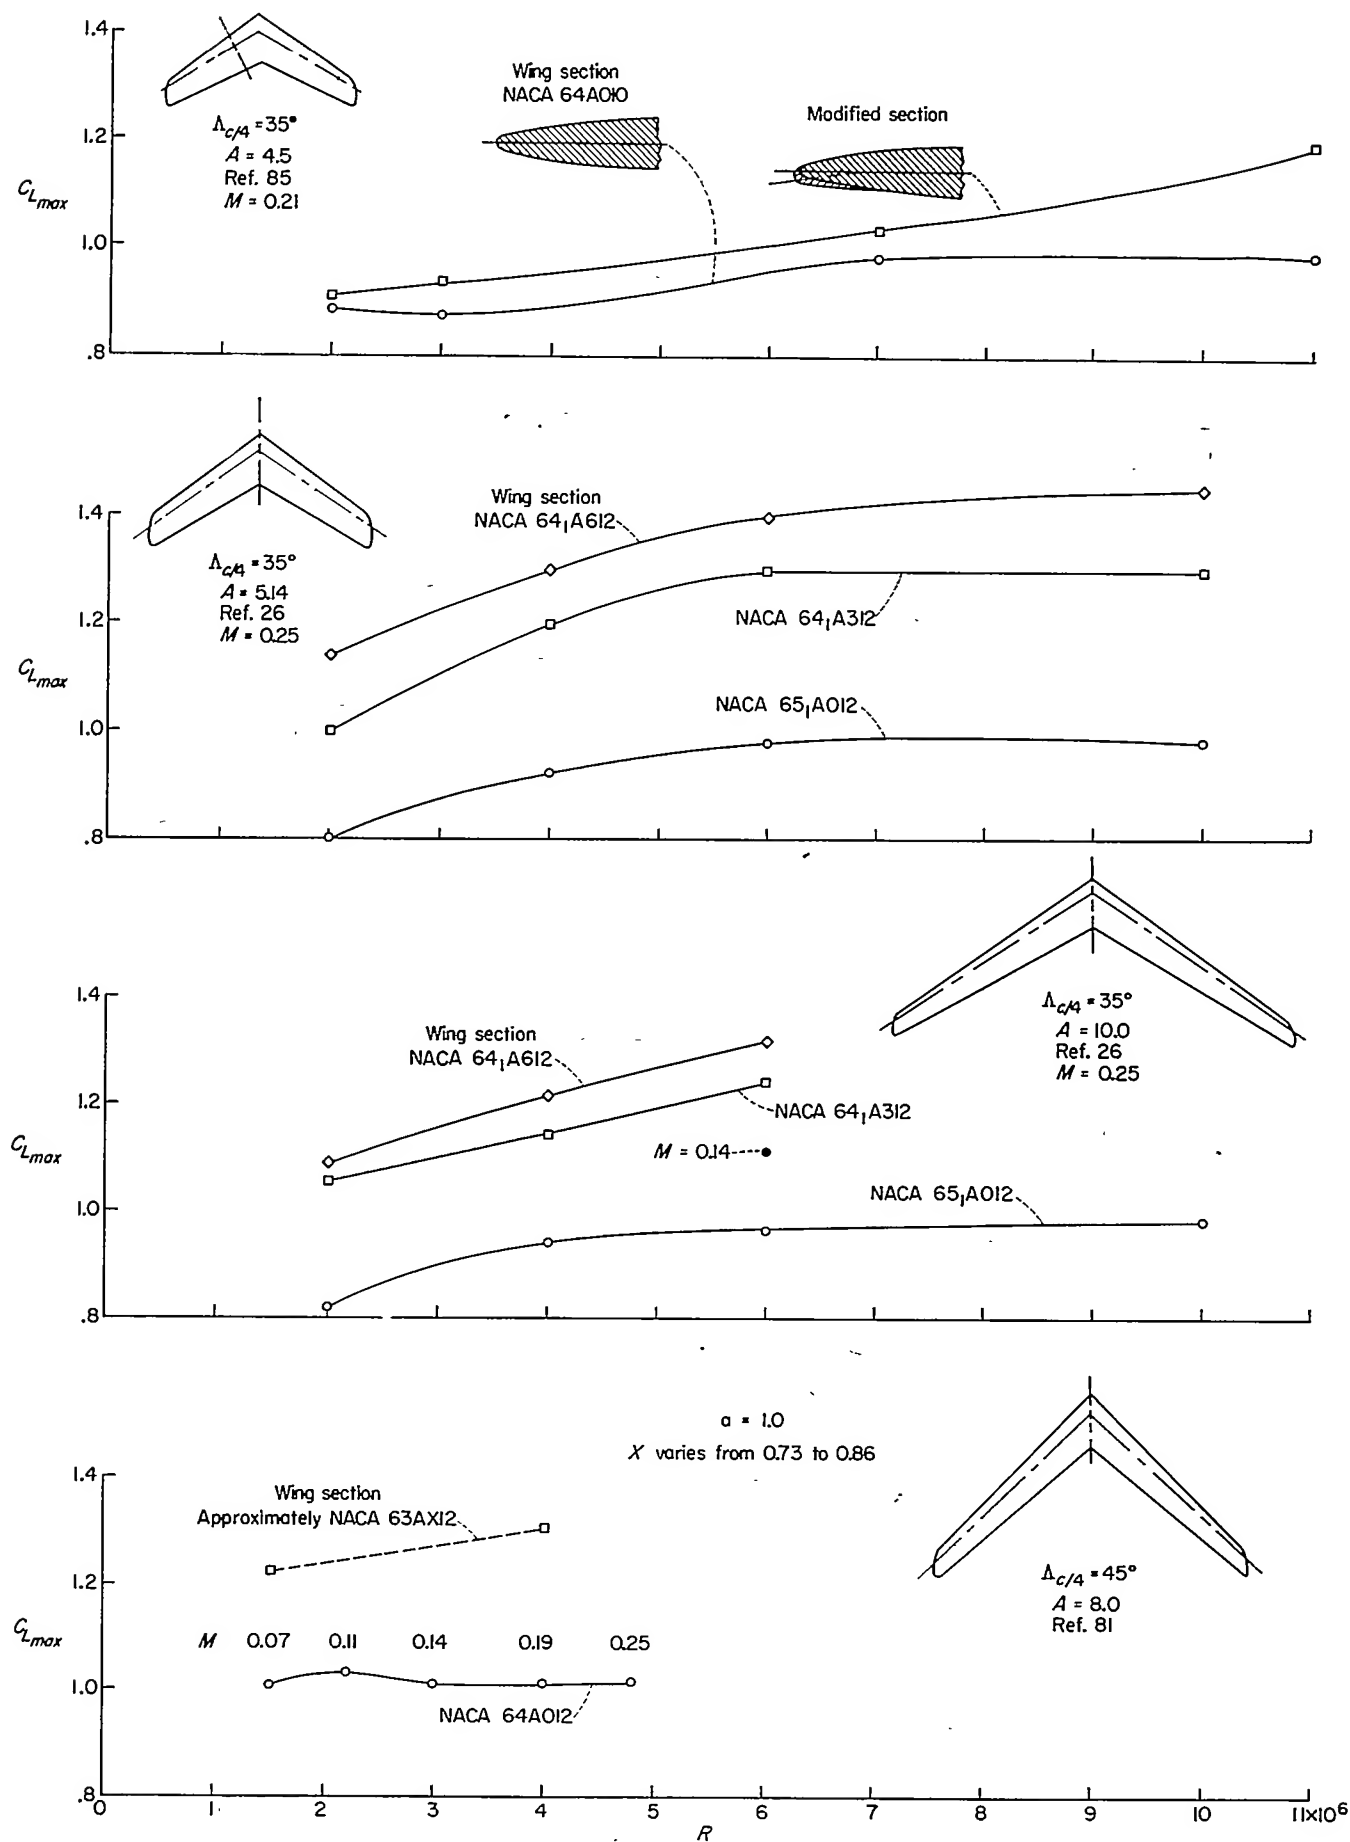 1.4
1.2
1.0
.8
C_Lmax
Λc/4 = 35°
A = 4.5
Ref. 85
M = 0.21
Wing section
NACA 64A010
Modified section
1.4
1.2
1.0
.8
C_Lmax
Λc/4 = 35°
A = 5.14
Ref. 26
M = 0.25
Wing section
NACA 64₁A612
NACA 64₁A312
NACA 65₁A012
1.4
1.2
1.0
.8
C_Lmax
Wing section
NACA 64₁A612
NACA 64₁A312
M = 0.14
NACA 65₁A012
Λc/4 = 35°
A = 10.0
Ref. 26
M = 0.25
a = 1.0
X varies from 0.73 to 0.86
1.4
1.2
1.0
.8
C_Lmax
Wing section
Approximately NACA 63AX12
M 0.07 0.11 0.14 0.19 0.25
NACA 64A012
Λc/4 = 45°
A = 8.0
Ref. 81
0 1 2 3 4 5 6 7 8 9 10 11×10⁶
R